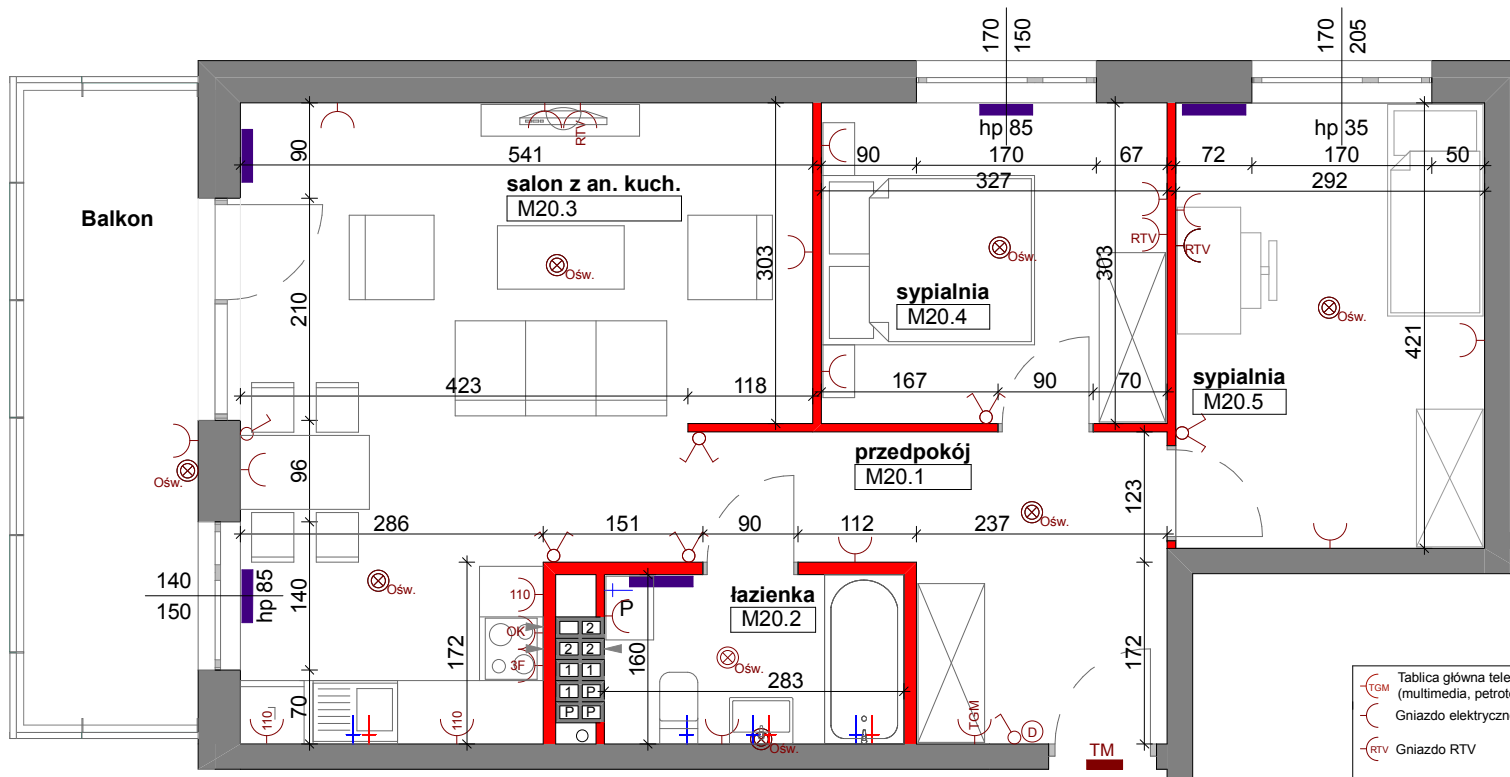 170
150
170
205
hp 85
hp 35
90
541
RTV
90
170
67
72
170
50
327
292
salon z an. kuch.
M20.3
Balkon
RTV
RTV
Ośw.
303
303
Ośw.
sypialnia
M20.4
Ośw.
210
421
423
118
167
90
70
sypialnia
M20.5
przedpokój
M20.1
96
Ośw.
123
286
151
90
112
237
Ośw.
140
150
hp 85
140
Ośw.
110
P
łazienka
M20.2
OK
2
2
2
3F
172
160
Ośw.
172
1
1
1
P
283
P
P
70
110
110
TGM
D
Ośw.
TM
TGM
Tablica główna tele
(multimedia, petrote
Gniazdo elektryczn
RTV
Gniazdo RTV